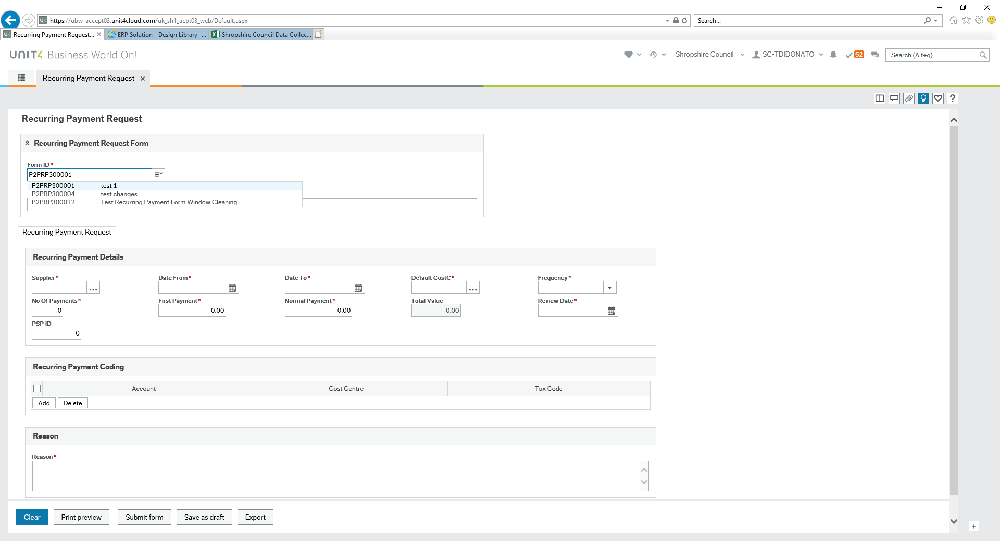 https://ubw-accept03.unit4cloud.com/uk_sh1_acpt03_web/Default.aspx
Search...
Recurring Payment Request...
ERP Solution - Design Library -...
Shropshire Council Data Collec...
UNIT4 Business World On!
Shropshire Council
SC-TDIDONATO
52
Search (Alt+q)
Recurring Payment Request
Recurring Payment Request
Recurring Payment Request Form
Form ID*
P2PRP300001
P2PRP300001 test 1
P2PRP300004 test changes
P2PRP300012 Test Recurring Payment Form Window Cleaning
Recurring Payment Request
Recurring Payment Details
Supplier* Date From* Date To* Default CostC* Frequency*
No Of Payments* First Payment* Normal Payment* Total Value Review Date*
0 0.00 0.00 0.00
PSP ID
0
Recurring Payment Coding
Account Cost Centre Tax Code
Add Delete
Reason
Reason*
Clear Print preview Submit form Save as draft Export